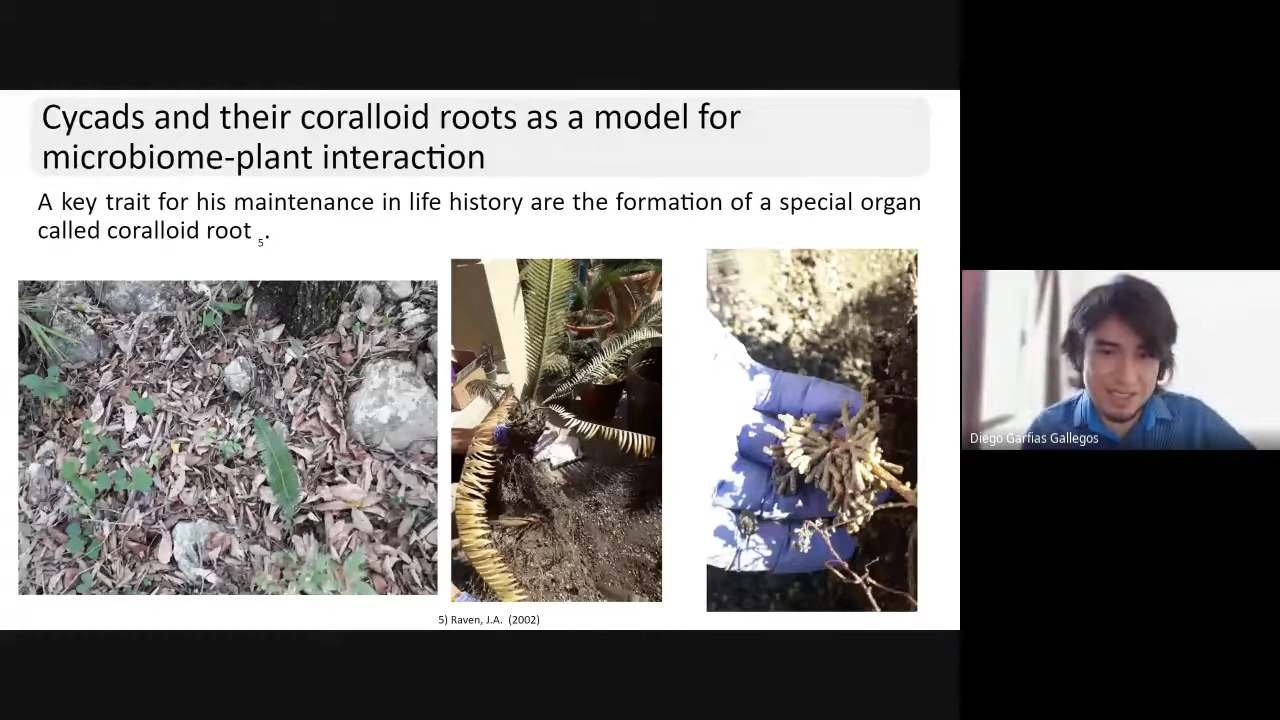 Cycads and their coralloid roots as a model for
microbiome-plant interaction
A key trait for his maintenance in life history are the formation of a special organ
called coralloid root 5.
5) Raven, J.A. (2002)
Diego Garfias Gallegos